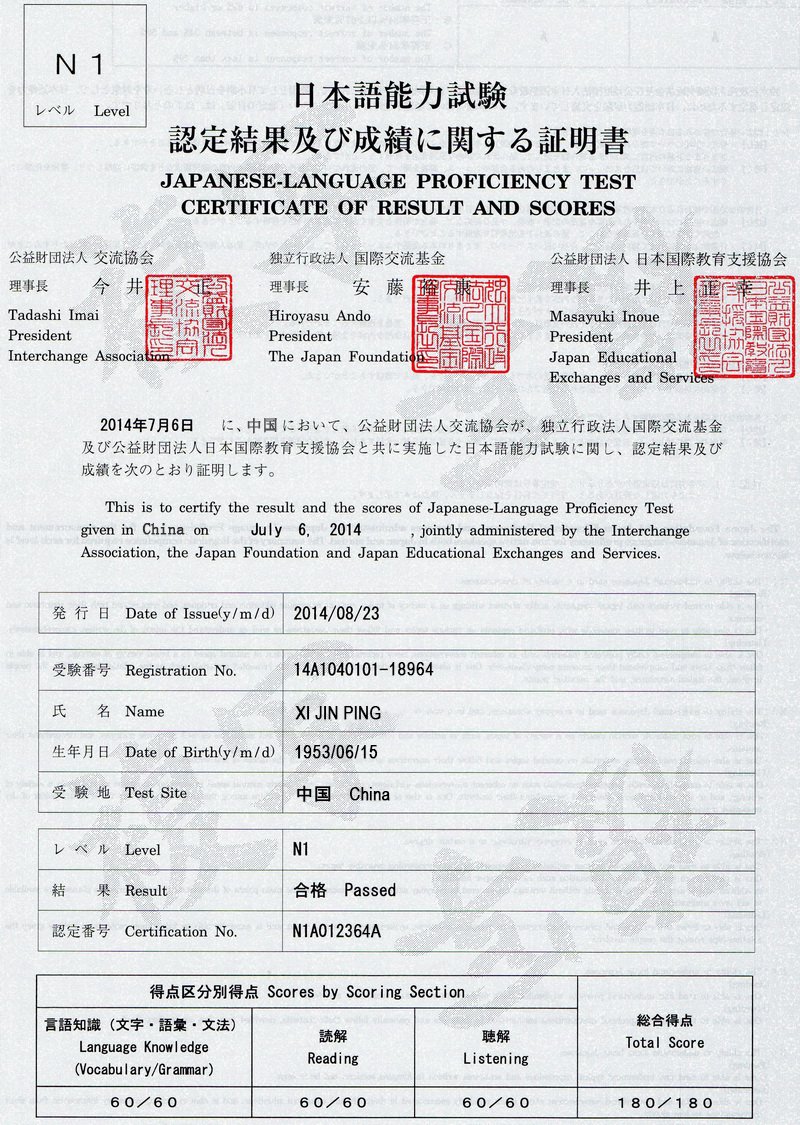 N 1
レベル Level
日本語能力試験
認定結果及び成績に関する証明書
JAPANESE-LANGUAGE PROFICIENCY TEST
CERTIFICATE OF RESULT AND SCORES
公益財団法人 交流協会
理事長 今井 正
Tadashi Imai
President
Interchange Association
独立行政法人 国際交流基金
理事長 安藤裕康
Hiroyasu Ando
President
The Japan Foundation
公益財団法人 日本国際教育支援協会
理事長 井上正幸
Masayuki Inoue
President
Japan Educational
Exchanges and Services
2014年7月6日 に、中国において、公益財団法人交流協会が、独立行政法人国際交流基金
及び公益財団法人日本国際教育支援協会と共に実施した日本語能力試験に関し、認定結果及び
成績を次のとおり証明します。
This is to certify the result and the scores of Japanese-Language Proficiency Test
given in China on July 6, 2014 , jointly administered by the Interchange
Association, the Japan Foundation and Japan Educational Exchanges and Services.
発行日 Date of Issue(y/m/d) 2014/08/23
受験番号 Registration No. 14A1040101-18964
氏名 Name XI JIN PING
生年月日 Date of Birth(y/m/d) 1953/06/15
受験地 Test Site 中国 China
レベル Level N1
結果 Result 合格 Passed
認定番号 Certification No. N1A012364A
得点区分別得点 Scores by Scoring Section
総合得点
Total Score
言語知識（文字・語彙・文法）
Language Knowledge
(Vocabulary/Grammar)
読解
Reading
聴解
Listening
60/60 60/60 60/60 180/180